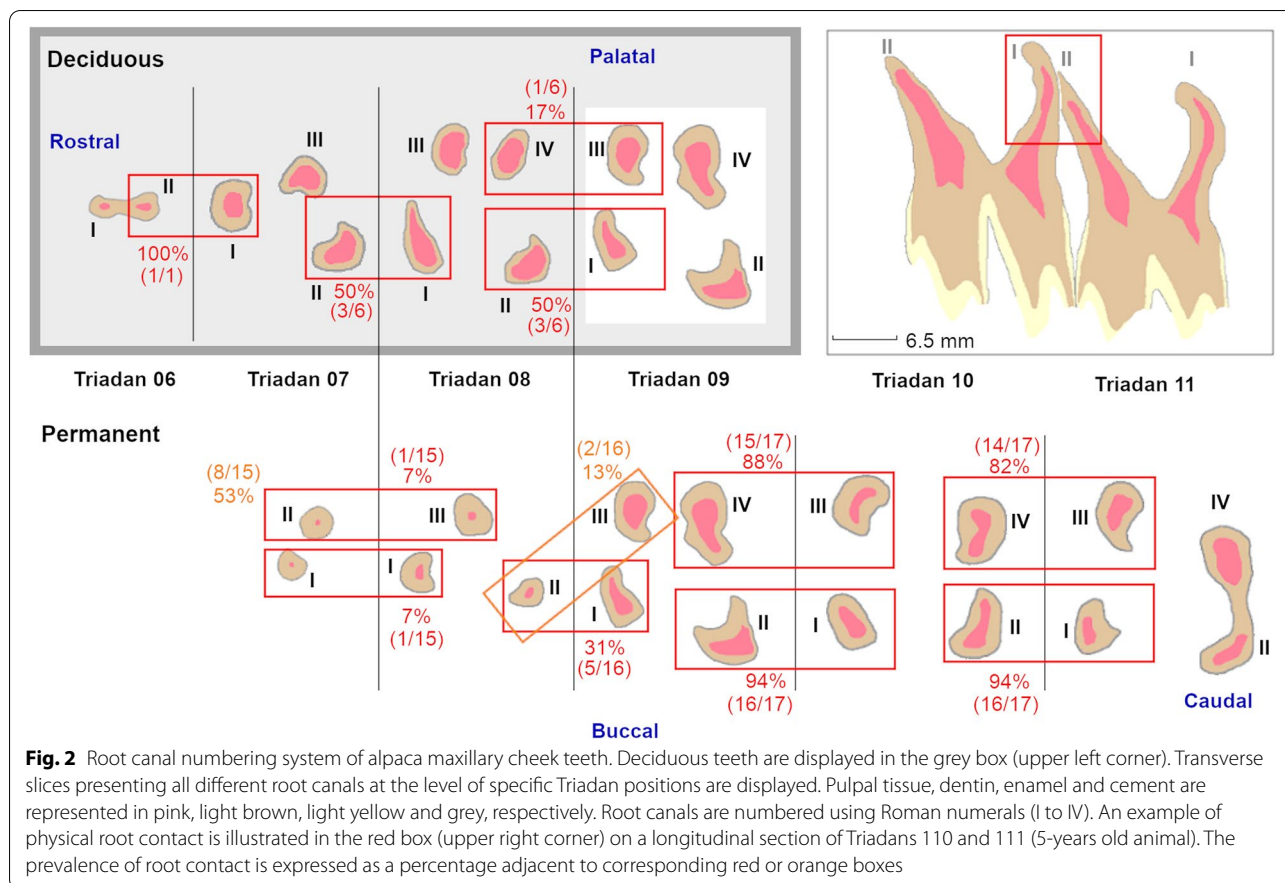 Deciduous
Palatal
Rostral
(1/6)
17%
III
III
IV
III
IV
II
I
I
100%
(1/1)
II
50%
(3/6)
I
II
50%
(3/6)
I
II
II
I
II
I
6.5 mm
Triadan 06
Triadan 07
Triadan 08
Triadan 09
Triadan 10
Triadan 11
Permanent
(8/15)
53%
(1/15)
7%
(2/16)
13%
(15/17)
88%
(14/17)
82%
II
III
III
IV
III
IV
III
IV
I
I
7%
(1/15)
II
I
31%
(5/16)
II
I
94%
(16/17)
II
I
94%
(16/17)
II
Buccal
Caudal
Fig. 2 Root canal numbering system of alpaca maxillary cheek teeth. Deciduous teeth are displayed in the grey box (upper left corner). Transverse
slices presenting all different root canals at the level of specific Triadan positions are displayed. Pulpal tissue, dentin, enamel and cement are
represented in pink, light brown, light yellow and grey, respectively. Root canals are numbered using Roman numerals (I to IV). An example of
physical root contact is illustrated in the red box (upper right corner) on a longitudinal section of Triadans 110 and 111 (5-years old animal). The
prevalence of root contact is expressed as a percentage adjacent to corresponding red or orange boxes